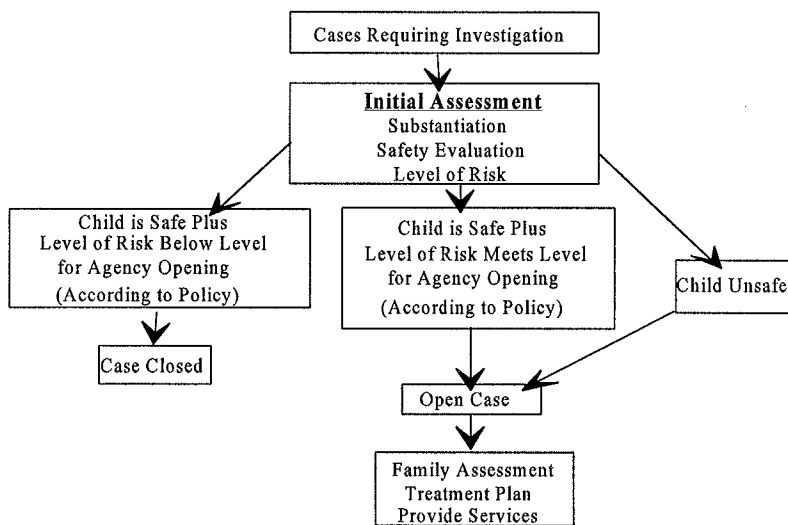 Cases Requiring Investigation
Initial Assessment
Substantiation
Safety Evaluation
Level of Risk
Child is Safe Plus
Level of Risk Below Level
for Agency Opening
(According to Policy)
Child is Safe Plus
Level of Risk Meets Level
for Agency Opening
(According to Policy)
Child Unsafe
Case Closed
Open Case
Family Assessment
Treatment Plan
Provide Services